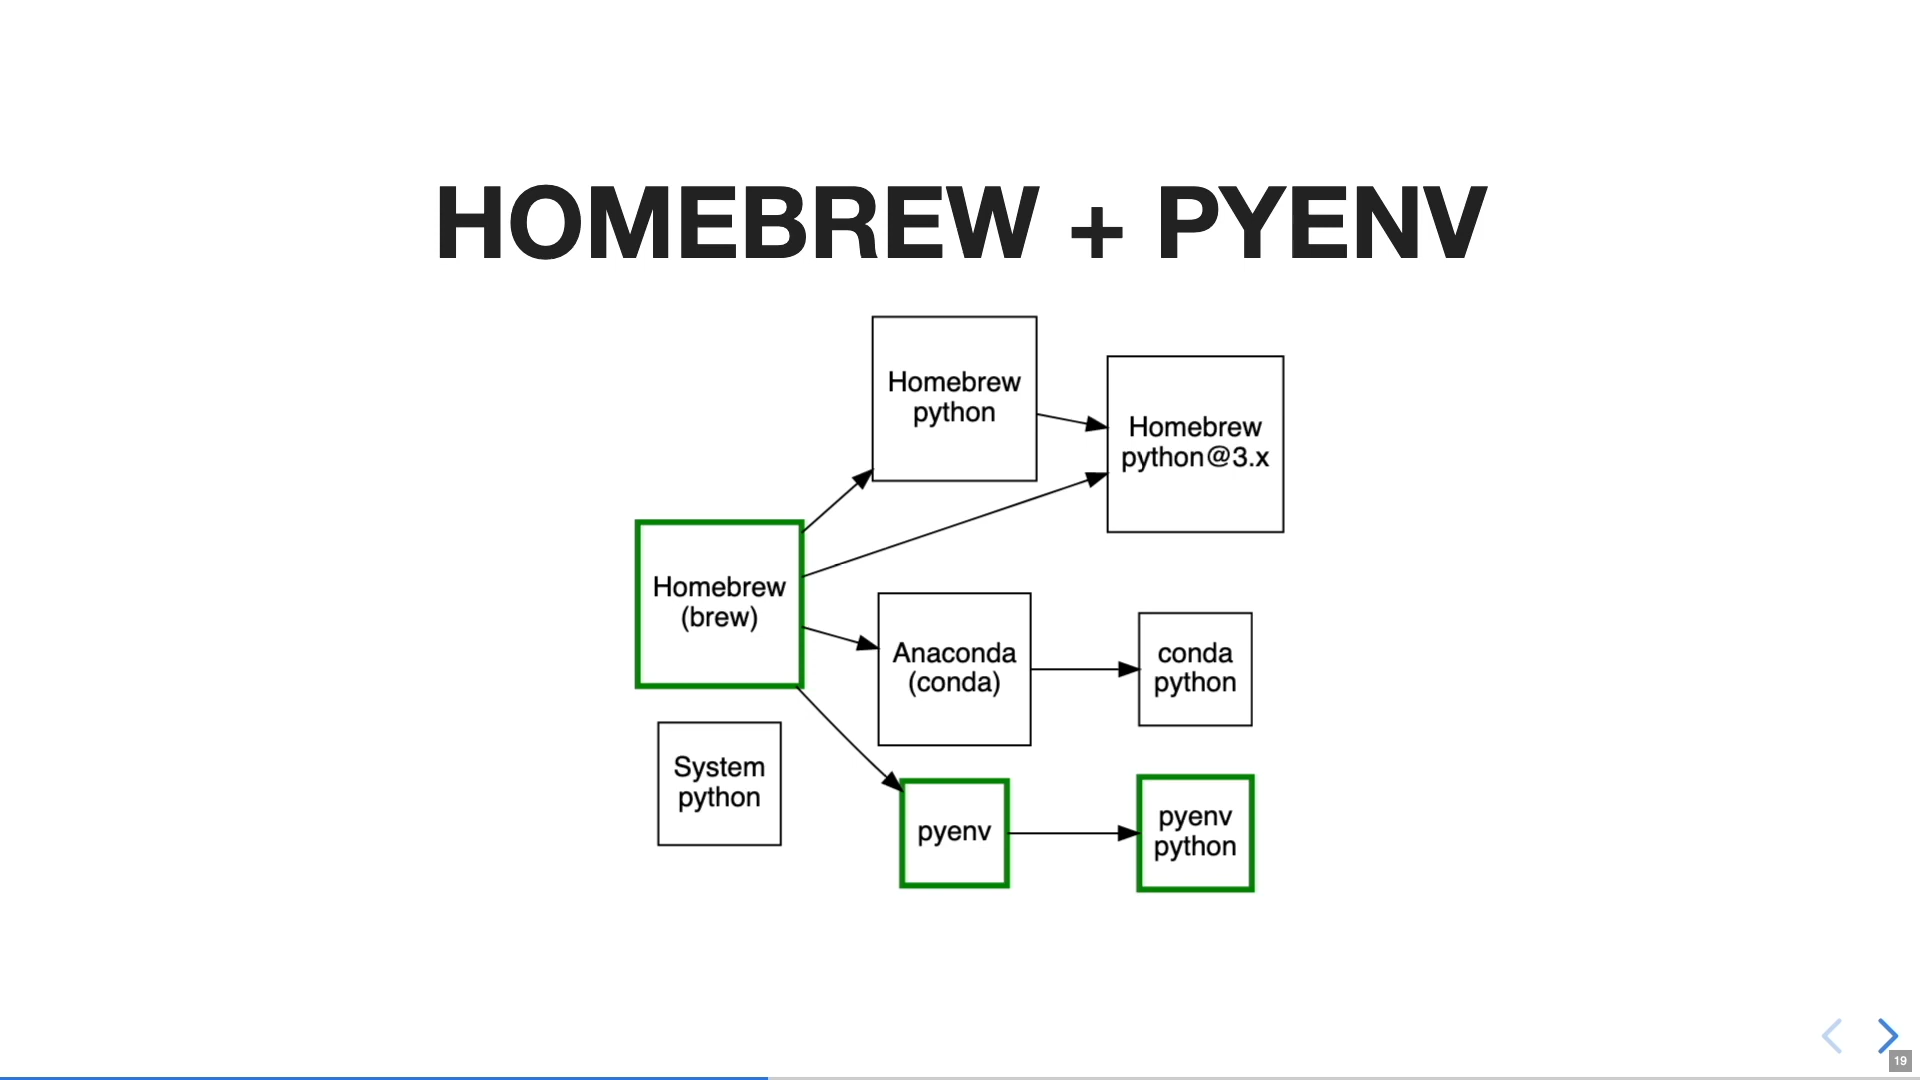 HOMEBREW + PYENV
Homebrew
python
Homebrew
python@3.x
Homebrew
(brew)
Anaconda
(conda)
conda
python
System
python
pyenv
pyenv
python
19